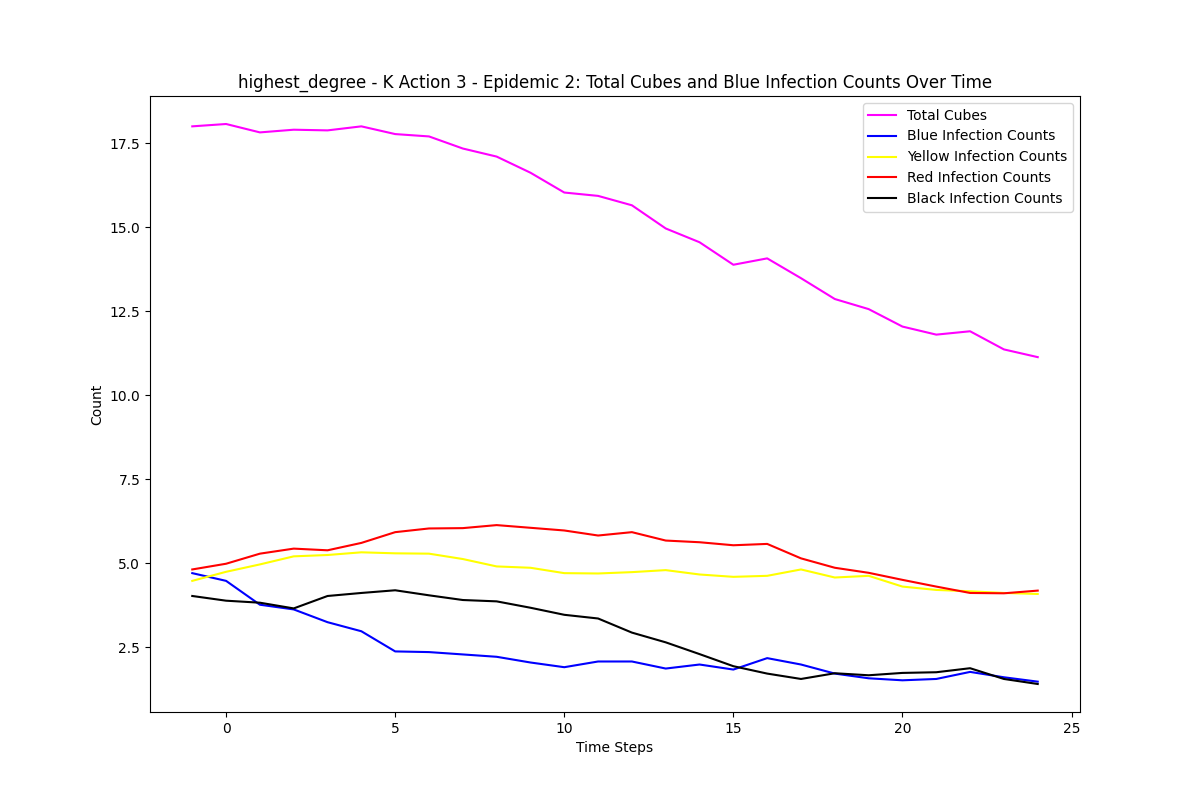 highest_degree - K Action 3 - Epidemic 2: Total Cubes and Blue Infection Counts Over Time
Total Cubes
Blue Infection Counts
Yellow Infection Counts
Red Infection Counts
Black Infection Counts
17.5
15.0
12.5
10.0
7.5
5.0
2.5
Count
0 5 10 15 20 25
Time Steps